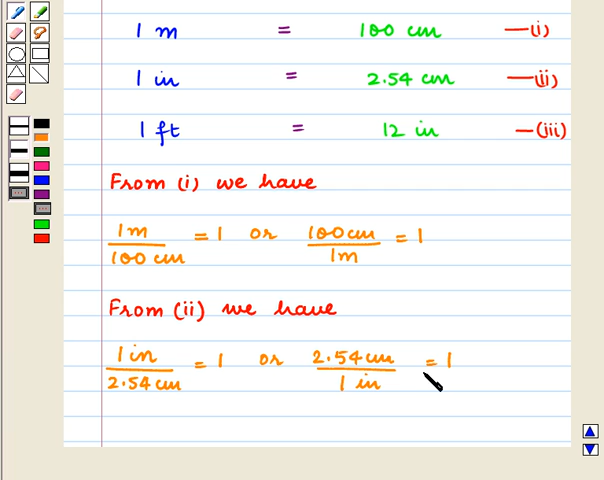 1 m = 100 cm —(i)
1 in = 2.54 cm —(ii)
1 ft = 12 in —(iii)
From (i) we have
1m/100 cm = 1 or 100 cm/1m = 1
From (ii) we have
1 in/2.54 cm = 1 or 2.54 cm/1 in = 1